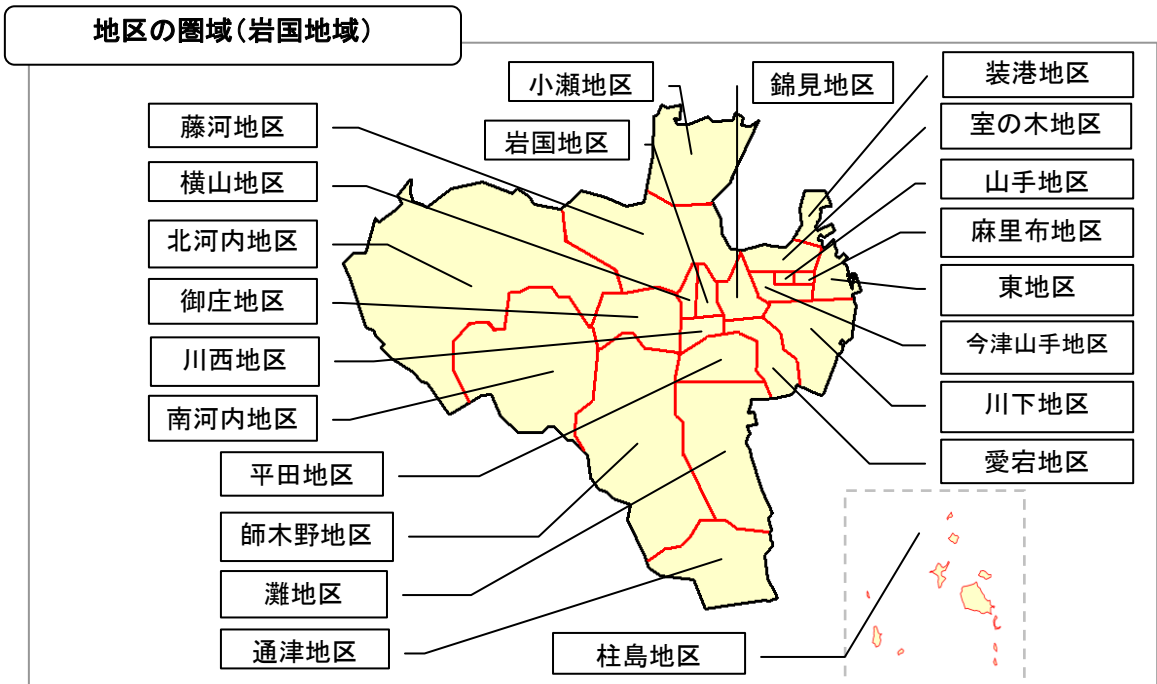 地区の圏域（岩国地域）
小瀬地区
錦見地区
装港地区
藤河地区
岩国地区
室の木地区
横山地区
山手地区
北河内地区
麻里布地区
御庄地区
東地区
川西地区
今津山手地区
南河内地区
川下地区
平田地区
愛宕地区
師木野地区
灘地区
通津地区
柱島地区